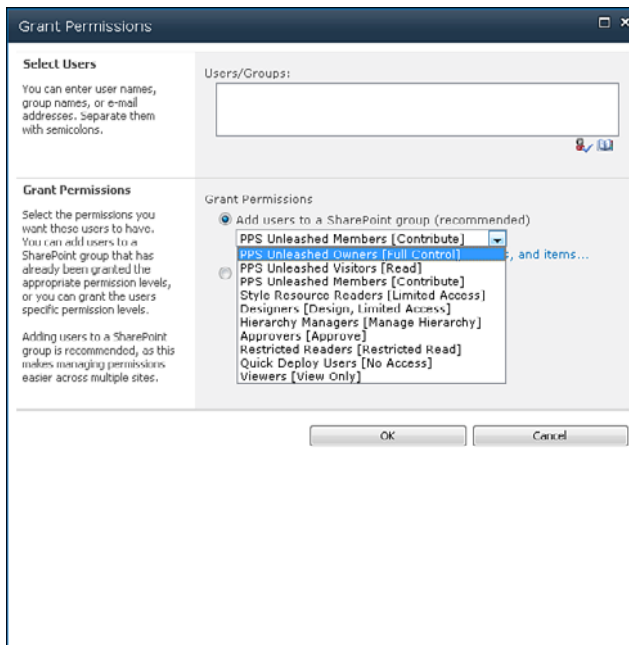 Grant Permissions
Select Users
You can enter user names,
group names, or e-mail
addresses. Separate them
with semicolons.
Users/Groups:
Grant Permissions
Select the permissions you
want these users to have.
You can add users to a
SharePoint group that has
already been granted the
appropriate permission levels,
or you can grant the users
specific permission levels.
Adding users to a SharePoint
group is recommended, as this
makes managing permissions
easier across multiple sites.
Grant Permissions
Add users to a SharePoint group (recommended)
PPS Unleashed Members [Contribute]
PPS Unleashed Owners [Full Control]
, and items...
PPS Unleashed Visitors [Read]
PPS Unleashed Members [Contribute]
Style Resource Readers [Limited Access]
Designers [Design, Limited Access]
Hierarchy Managers [Manage Hierarchy]
Approvers [Approve]
Restricted Readers [Restricted Read]
Quick Deploy Users [No Access]
Viewers [View Only]
OK
Cancel